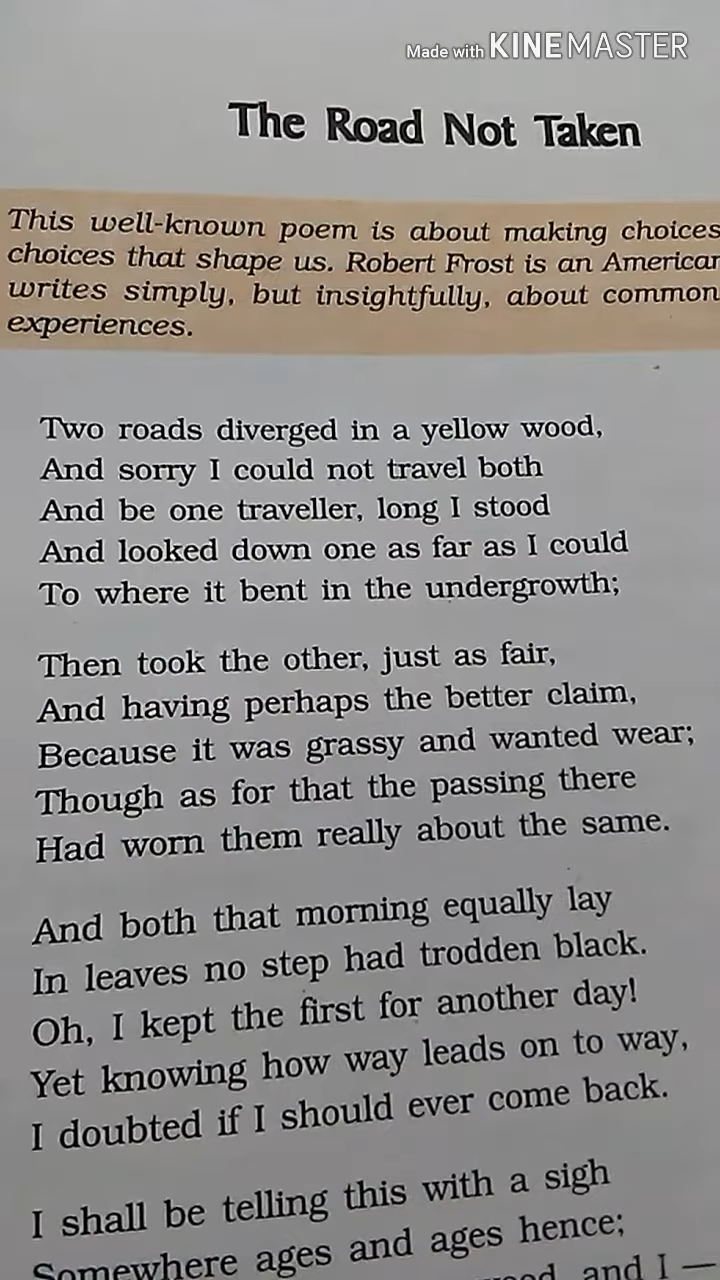 Made with KINEMASTER
The Road Not Taken
This well-known poem is about making choices
choices that shape us. Robert Frost is an American
writes simply, but insightfully, about common
experiences.
Two roads diverged in a yellow wood,
And sorry I could not travel both
And be one traveller, long I stood
And looked down one as far as I could
To where it bent in the undergrowth;
Then took the other, just as fair,
And having perhaps the better claim,
Because it was grassy and wanted wear;
Though as for that the passing there
Had worn them really about the same.
And both that morning equally lay
In leaves no step had trodden black.
Oh, I kept the first for another day!
Yet knowing how way leads on to way,
I doubted if I should ever come back.
I shall be telling this with a sigh
Somewhere ages and ages hence;
and I —